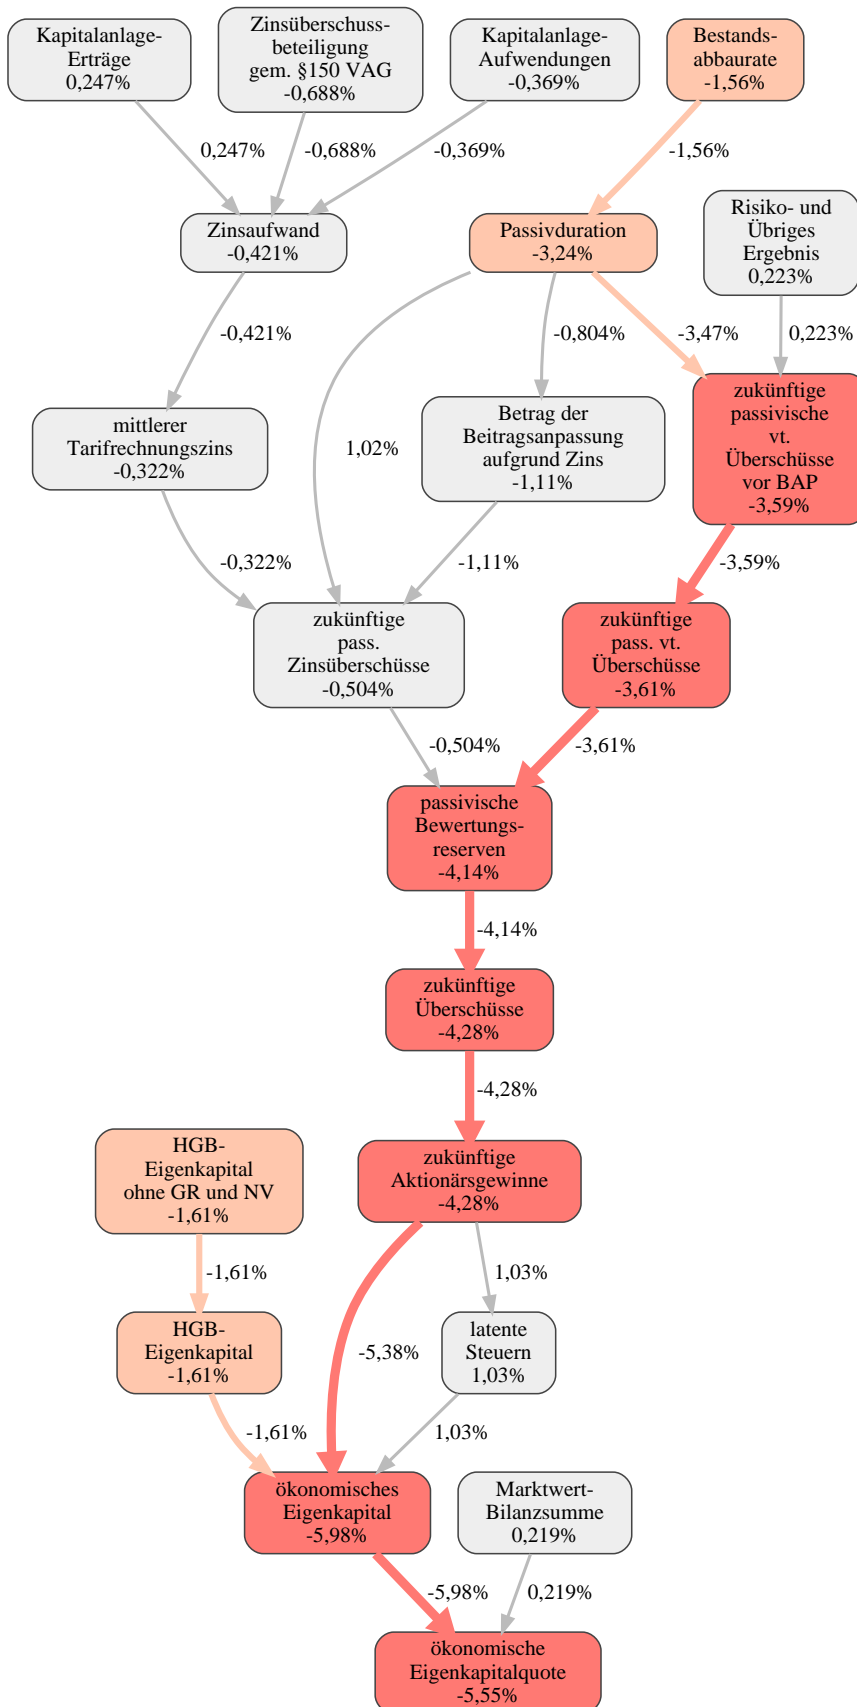 Kapitalanlage-
Erträge
0,247%
Zinsüberschuss-
beteiligung
gem. §150 VAG
-0,688%
Kapitalanlage-
Aufwendungen
-0,369%
Bestands-
abbaurate
-1,56%
0,247%
-0,688%
-0,369%
-1,56%
Zinsaufwand
-0,421%
Passivduration
-3,24%
Risiko- und
Übriges
Ergebnis
0,223%
-0,421%
-0,804%
-3,47%
0,223%
mittlerer
Tarifrechnungszins
-0,322%
1,02%
Betrag der
Beitragsanpassung
aufgrund Zins
-1,11%
zukünftige
passivische
vt.
Überschüsse
vor BAP
-3,59%
-0,322%
-1,11%
-3,59%
zukünftige
pass.
Zinsüberschüsse
-0,504%
zukünftige
pass. vt.
Überschüsse
-3,61%
-0,504%
-3,61%
passivische
Bewertungs-
reserven
-4,14%
-4,14%
zukünftige
Überschüsse
-4,28%
-4,28%
HGB-
Eigenkapital
ohne GR und NV
-1,61%
zukünftige
Aktionärsgewinne
-4,28%
-1,61%
1,03%
HGB-
Eigenkapital
-1,61%
-5,38%
latente
Steuern
1,03%
-1,61%
1,03%
ökonomisches
Eigenkapital
-5,98%
Marktwert-
Bilanzsumme
0,219%
-5,98%
0,219%
ökonomische
Eigenkapitalquote
-5,55%